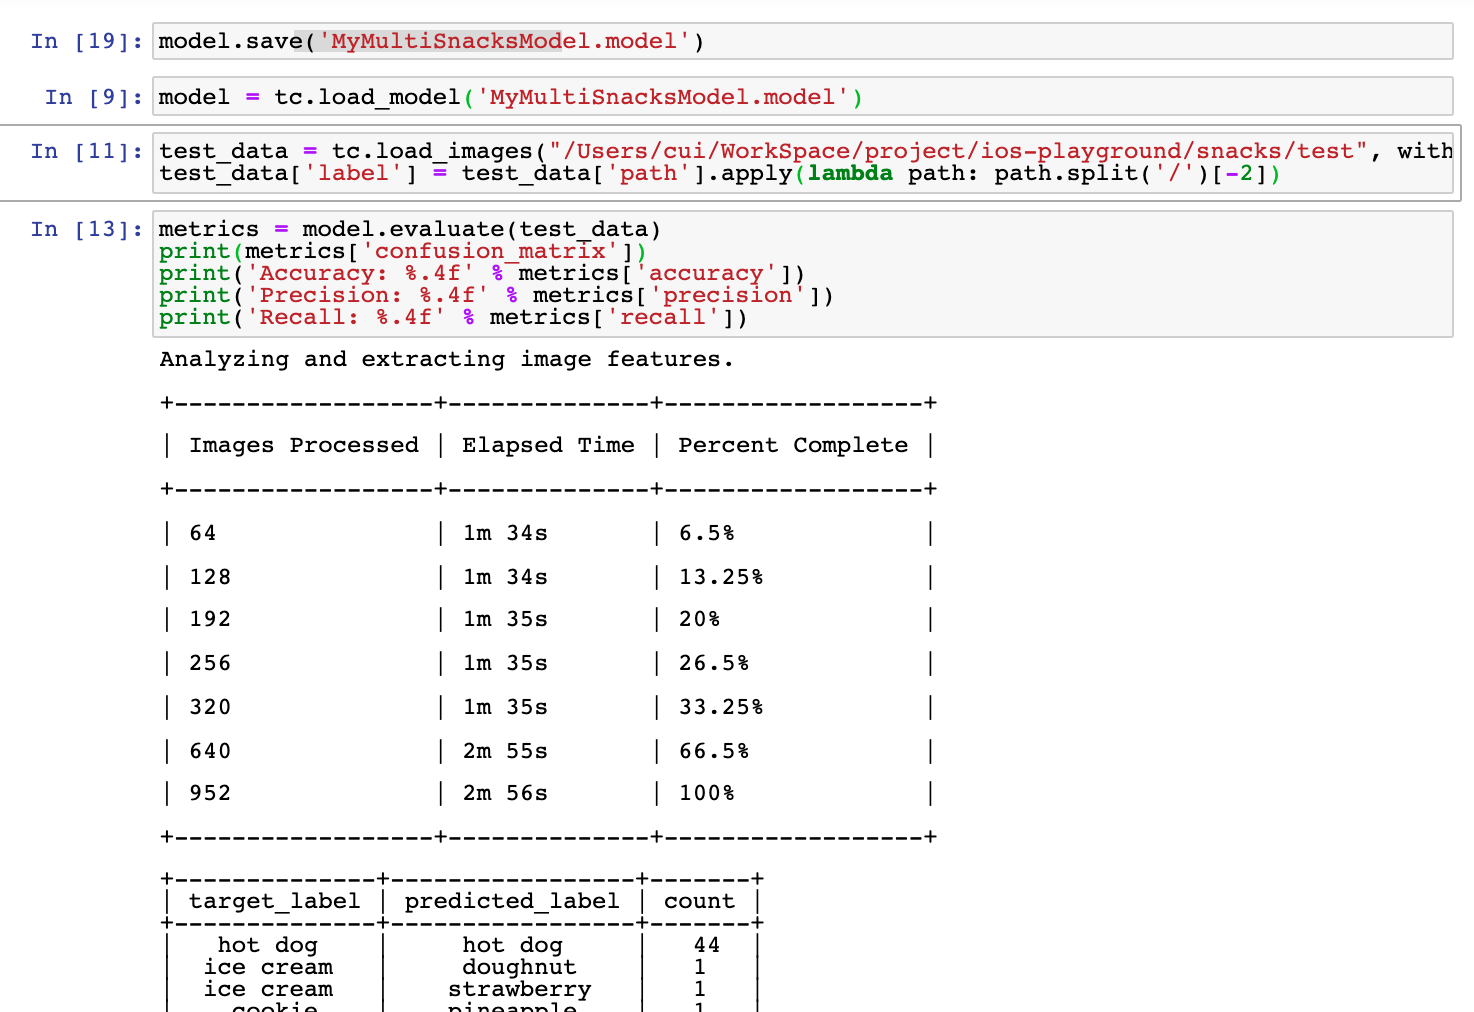 In [19]: model.save('MyMultiSnacksModel.model')
In [9]: model = tc.load_model('MyMultiSnacksModel.model')
In [11]: test_data = tc.load_images("/Users/cui/WorkSpace/project/ios-playground/snacks/test", with
test_data['label'] = test_data['path'].apply(lambda path: path.split('/')[-2])
In [13]: metrics = model.evaluate(test_data)
print(metrics['confusion_matrix'])
print('Accuracy: %.4f' % metrics['accuracy'])
print('Precision: %.4f' % metrics['precision'])
print('Recall: %.4f' % metrics['recall'])
Analyzing and extracting image features.
+------------------+--------------+------------------+
| Images Processed | Elapsed Time | Percent Complete |
+------------------+--------------+------------------+
| 64 | 1m 34s | 6.5% |
| 128 | 1m 34s | 13.25% |
| 192 | 1m 35s | 20% |
| 256 | 1m 35s | 26.5% |
| 320 | 1m 35s | 33.25% |
| 640 | 2m 55s | 66.5% |
| 952 | 2m 56s | 100% |
+------------------+--------------+------------------+
+--------------+-----------------+-------+
| target_label | predicted_label | count |
+--------------+-----------------+-------+
| hot dog | hot dog | 44 |
| ice cream | doughnut | 1 |
| ice cream | strawberry | 1 |
| cookie | pineapple | 1 |